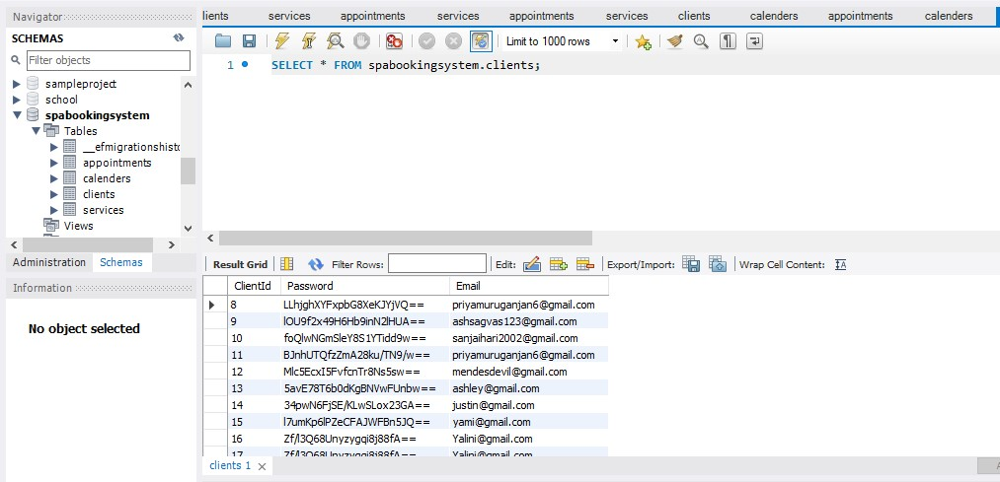 Navigator
lients services appointments services appointments services clients calenders appointments calenders
SCHEMAS
Filter objects
Limit to 1000 rows
sampleproject
school
spabookingsystem
Tables
__efmigrationshisto
appointments
calenders
clients
services
Views
1 SELECT * FROM spabookingsystem.clients;
Administration Schemas
Information
No object selected
Result Grid Filter Rows: Edit: Export/Import: Wrap Cell Content: IA
ClientId Password Email
8 LLhjghXYFxpbG8XeKJYjVQ== priyamuruganjan6@gmail.com
9 lOU9f2x49H6Hb9inN2lHUA== ashsagvas123@gmail.com
10 foQlwNGmSleY8S1YTidd9w== sanjaihari2002@gmail.com
11 BJnhUTQfzZmA28ku/TN9/w== priyamuruganjan6@gmail.com
12 Mlc5EcxI5FvfcnTr8Ns5sw== mendesdevil@gmail.com
13 5avE78T6b0dKgBNVwFUnbw== ashley@gmail.com
14 34pwN6FjSE/KLwSLox23GA== justin@gmail.com
15 l7umKp6lPZeCFAJWFBn5JQ== yami@gmail.com
16 Zf/l3Q68Unyzygqi8j88fA== Yalini@gmail.com
17 Zf/l3Q68Unyzygqi8j88fA== Yalini@gmail.com
clients 1